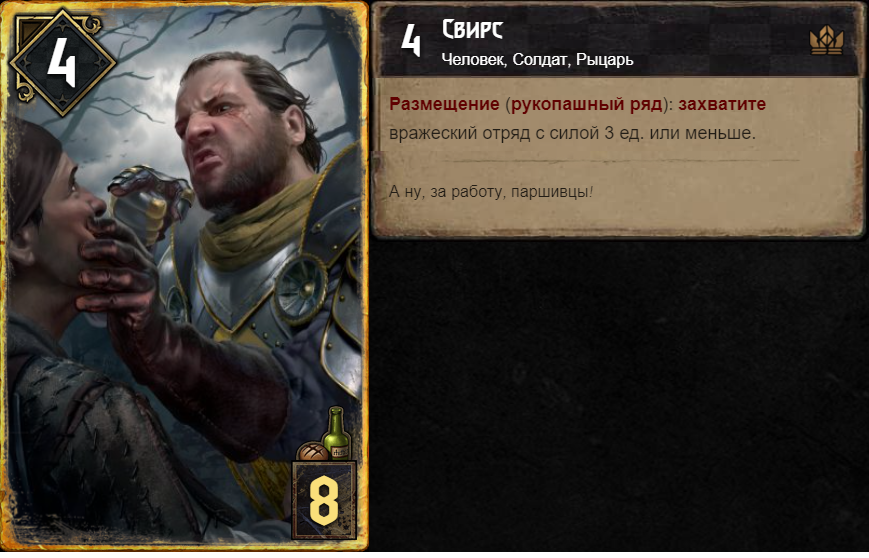 4
4
Свирс
Человек, Солдат, Рыцарь
Размещение (рукопашный ряд): захватите
вражеский отряд с силой 3 ед. или меньше.
А ну, за работу, паршивцы!
8